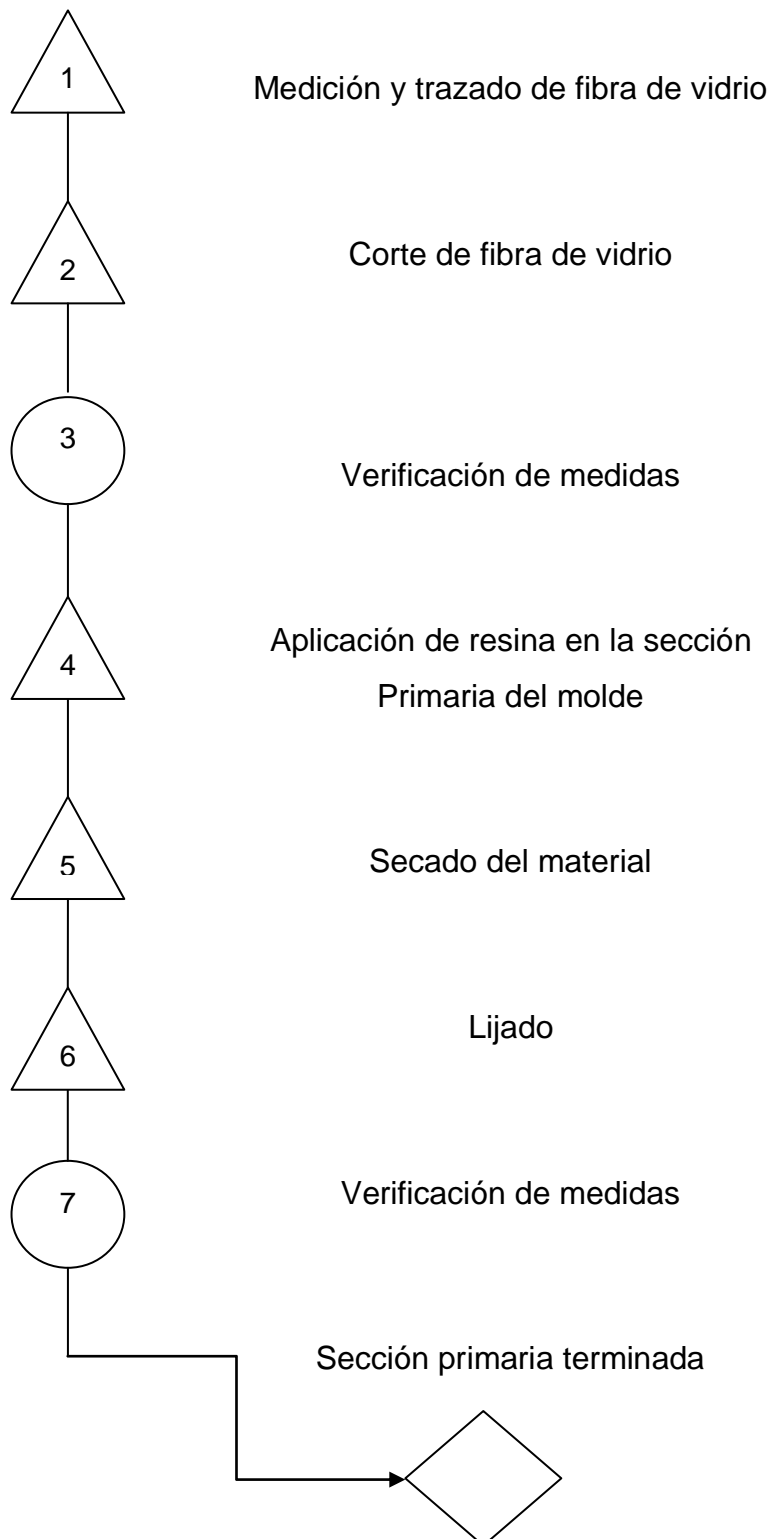 1
Medición y trazado de fibra de vidrio
2
Corte de fibra de vidrio
3
Verificación de medidas
4
Aplicación de resina en la sección
Primaria del molde
5
Secado del material
6
Lijado
7
Verificación de medidas
Sección primaria terminada